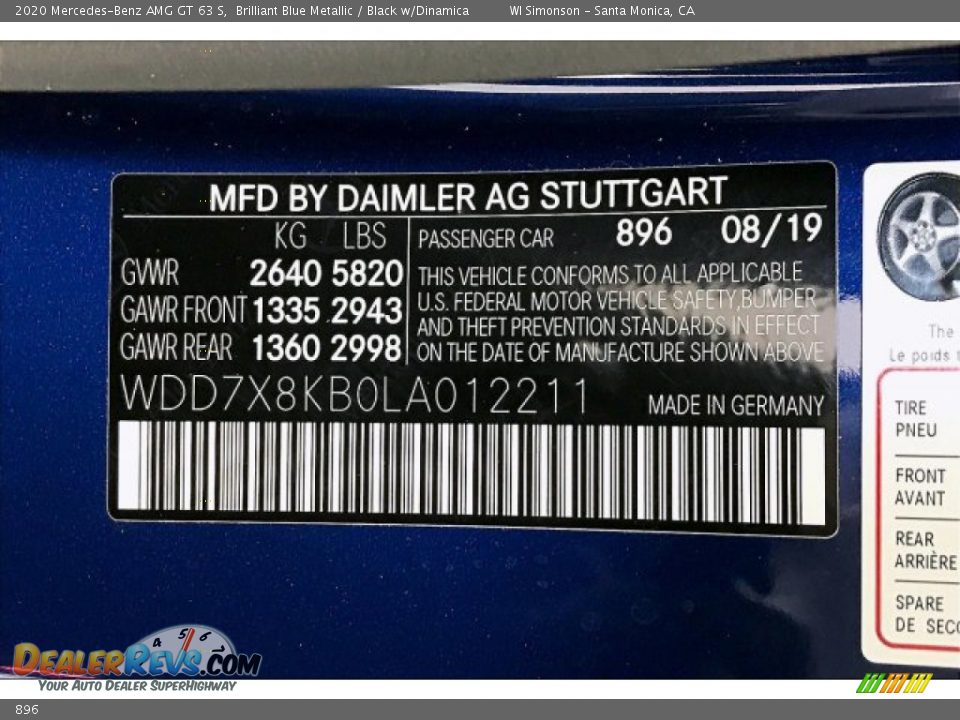 2020 Mercedes-Benz AMG GT 63 S, Brilliant Blue Metallic / Black w/Dinamica WI Simonson - Santa Monica, CA
MFD BY DAIMLER AG STUTTGART
KG LBS
GVWR 2640 5820
GAWR FRONT 1335 2943
GAWR REAR 1360 2998
PASSENGER CAR 896 08/19
THIS VEHICLE CONFORMS TO ALL APPLICABLE
U.S. FEDERAL MOTOR VEHICLE SAFETY,BUMPER
AND THEFT PREVENTION STANDARDS IN EFFECT
ON THE DATE OF MANUFACTURE SHOWN ABOVE
WDD7X8KB0LA012211
MADE IN GERMANY
The
Le poids
TIRE
PNEU
FRONT
AVANT
REAR
ARRIÈRE
SPARE
DE
4 5 6
DEALERREVS.COM
YOUR AUTO DEALER SUPERHIGHWAY
896